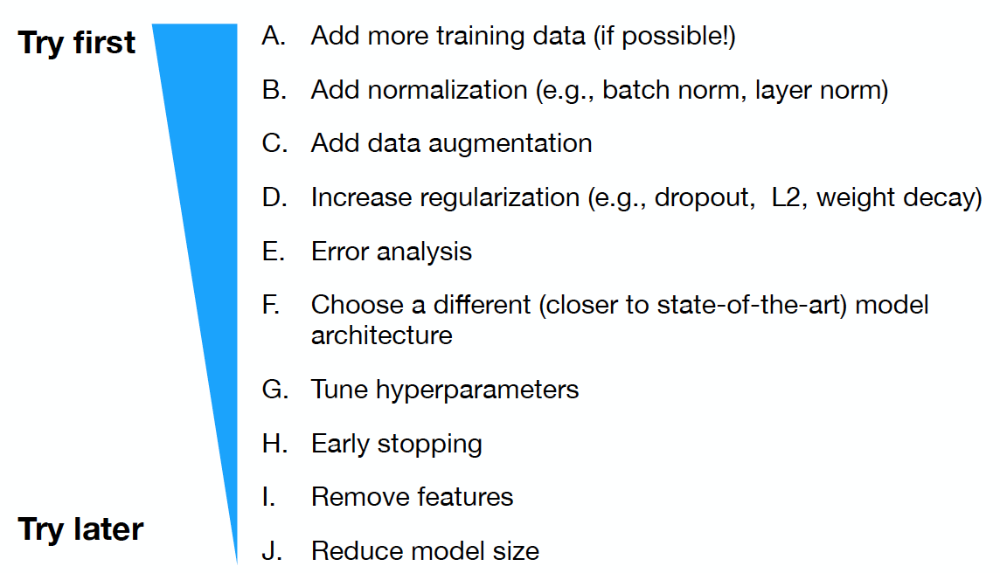 Try first
A. Add more training data (if possible!)
B. Add normalization (e.g., batch norm, layer norm)
C. Add data augmentation
D. Increase regularization (e.g., dropout,  L2, weight decay)
E. Error analysis
F. Choose a different (closer to state-of-the-art) model
architecture
G. Tune hyperparameters
H. Early stopping
I. Remove features
Try later
J. Reduce model size